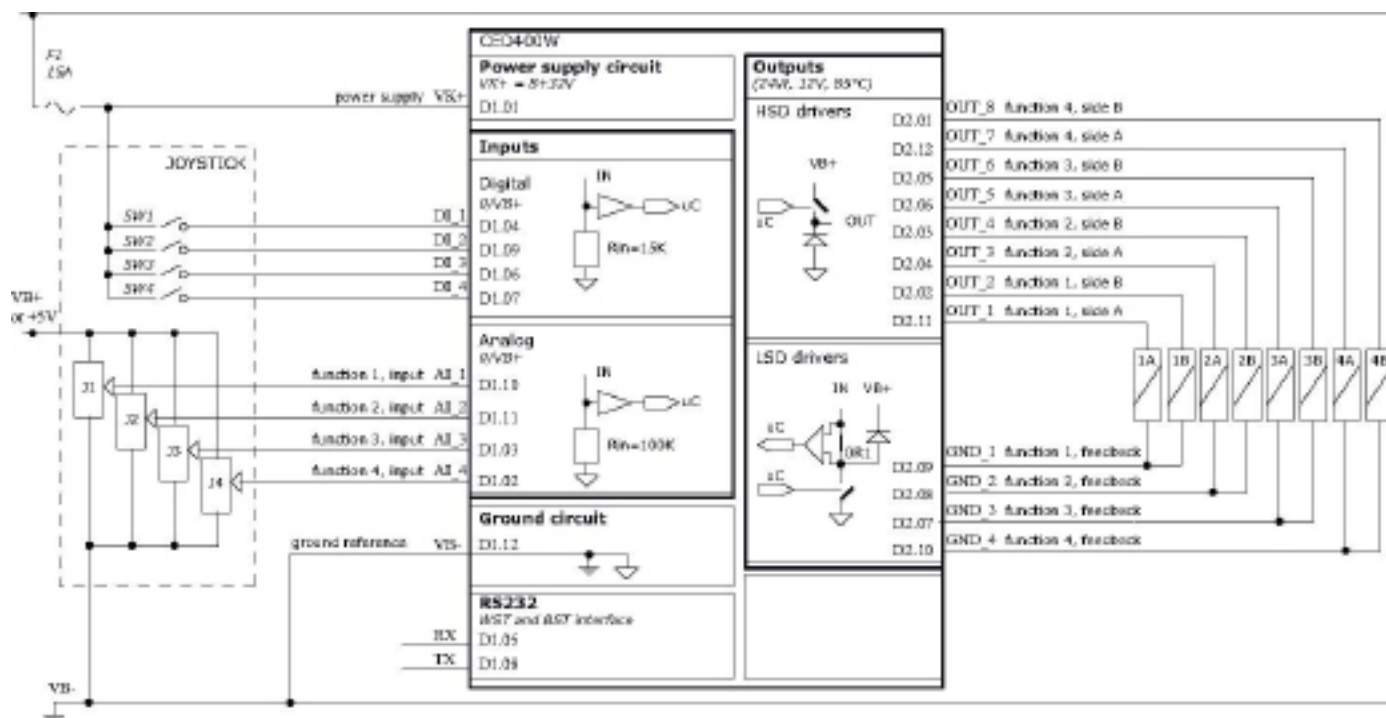 CED400W
F1
15A
Power supply circuit
power supply
D1.01
Outputs
HSD drivers
VB+
uC
OUT
D2.01
D2.12
D2.05
D2.06
D2.03
D2.04
D2.02
D2.11
OUT_8 function 4, side B
OUT_7 function 4, side A
OUT_6 function 3, side B
OUT_5 function 3, side A
OUT_4 function 2, side B
OUT_3 function 2, side A
OUT_2 function 1, side B
OUT_1 function 1, side A
JOYSTICK
SW1
SW2
SW3
SW4
DI_1
DI_2
DI_3
DI_4
Inputs
Digital
0/VB+
D1.04
D1.09
D1.06
D1.07
IN
uC
Rin=15K
VB+
or +5V
J1
J2
J3
J4
function 1, input AI_1
function 2, input AI_2
function 3, input AI_3
function 4, input AI_4
Analog
0/VB+
D1.10
D1.11
D1.03
D1.02
IN
uC
Rin=100K
LSD drivers
IN VB+
uC
uC
D2.09
D2.08
D2.07
D2.10
1A 1B 2A 2B 3A 3B 4A 4B
GND_1 function 1, feedback
GND_2 function 2, feedback
GND_3 function 3, feedback
GND_4 function 4, feedback
Ground circuit
ground reference
D1.12
RS232
WST and BST interface
RX
D1.05
TX
D1.08
VB-